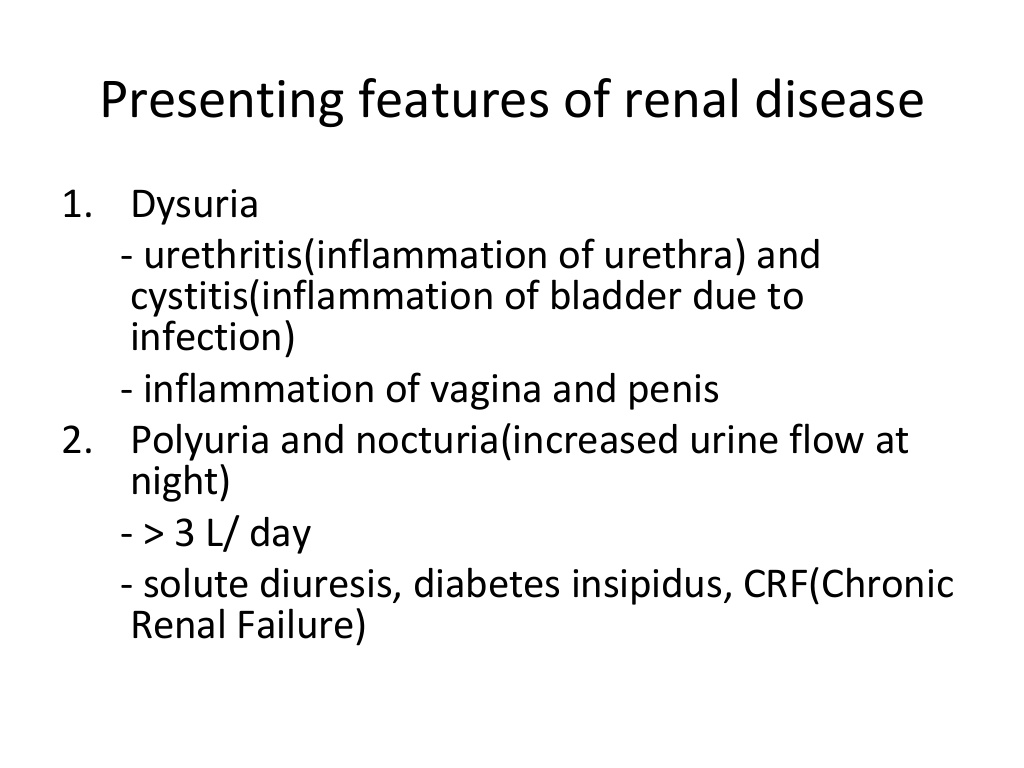 Presenting features of renal disease
1. Dysuria
- urethritis(inflammation of urethra) and
cystitis(inflammation of bladder due to
infection)
- inflammation of vagina and penis
2. Polyuria and nocturia(increased urine flow at
night)
- > 3 L/ day
- solute diuresis, diabetes insipidus, CRF(Chronic
Renal Failure)